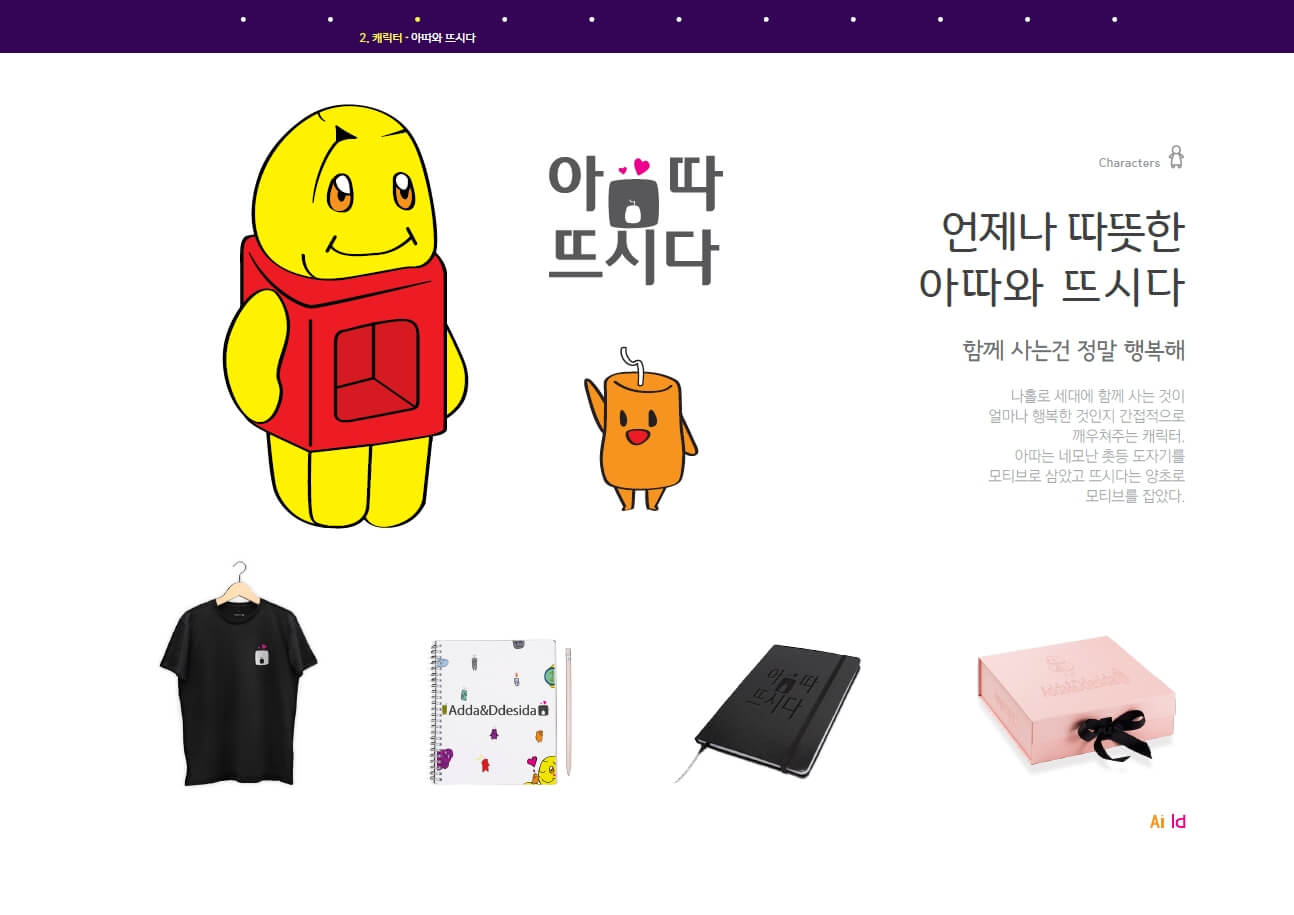 2. 캐릭터 - 아따와 뜨시다
아따
뜨시다
Characters
언제나 따뜻한
아따와 뜨시다
함께 사는건 정말 행복해
나홀로 세대에 함께 사는 것이
얼마나 행복한 것인지 간접적으로
깨우쳐주는 캐릭터.
아따는 네모난 촛등 도자기를
모티브로 삼았고 뜨시다는 양초로
모티브를 잡았다.
Adda&Ddesida
아따
뜨시다
Adda&Ddesida
Ai Id